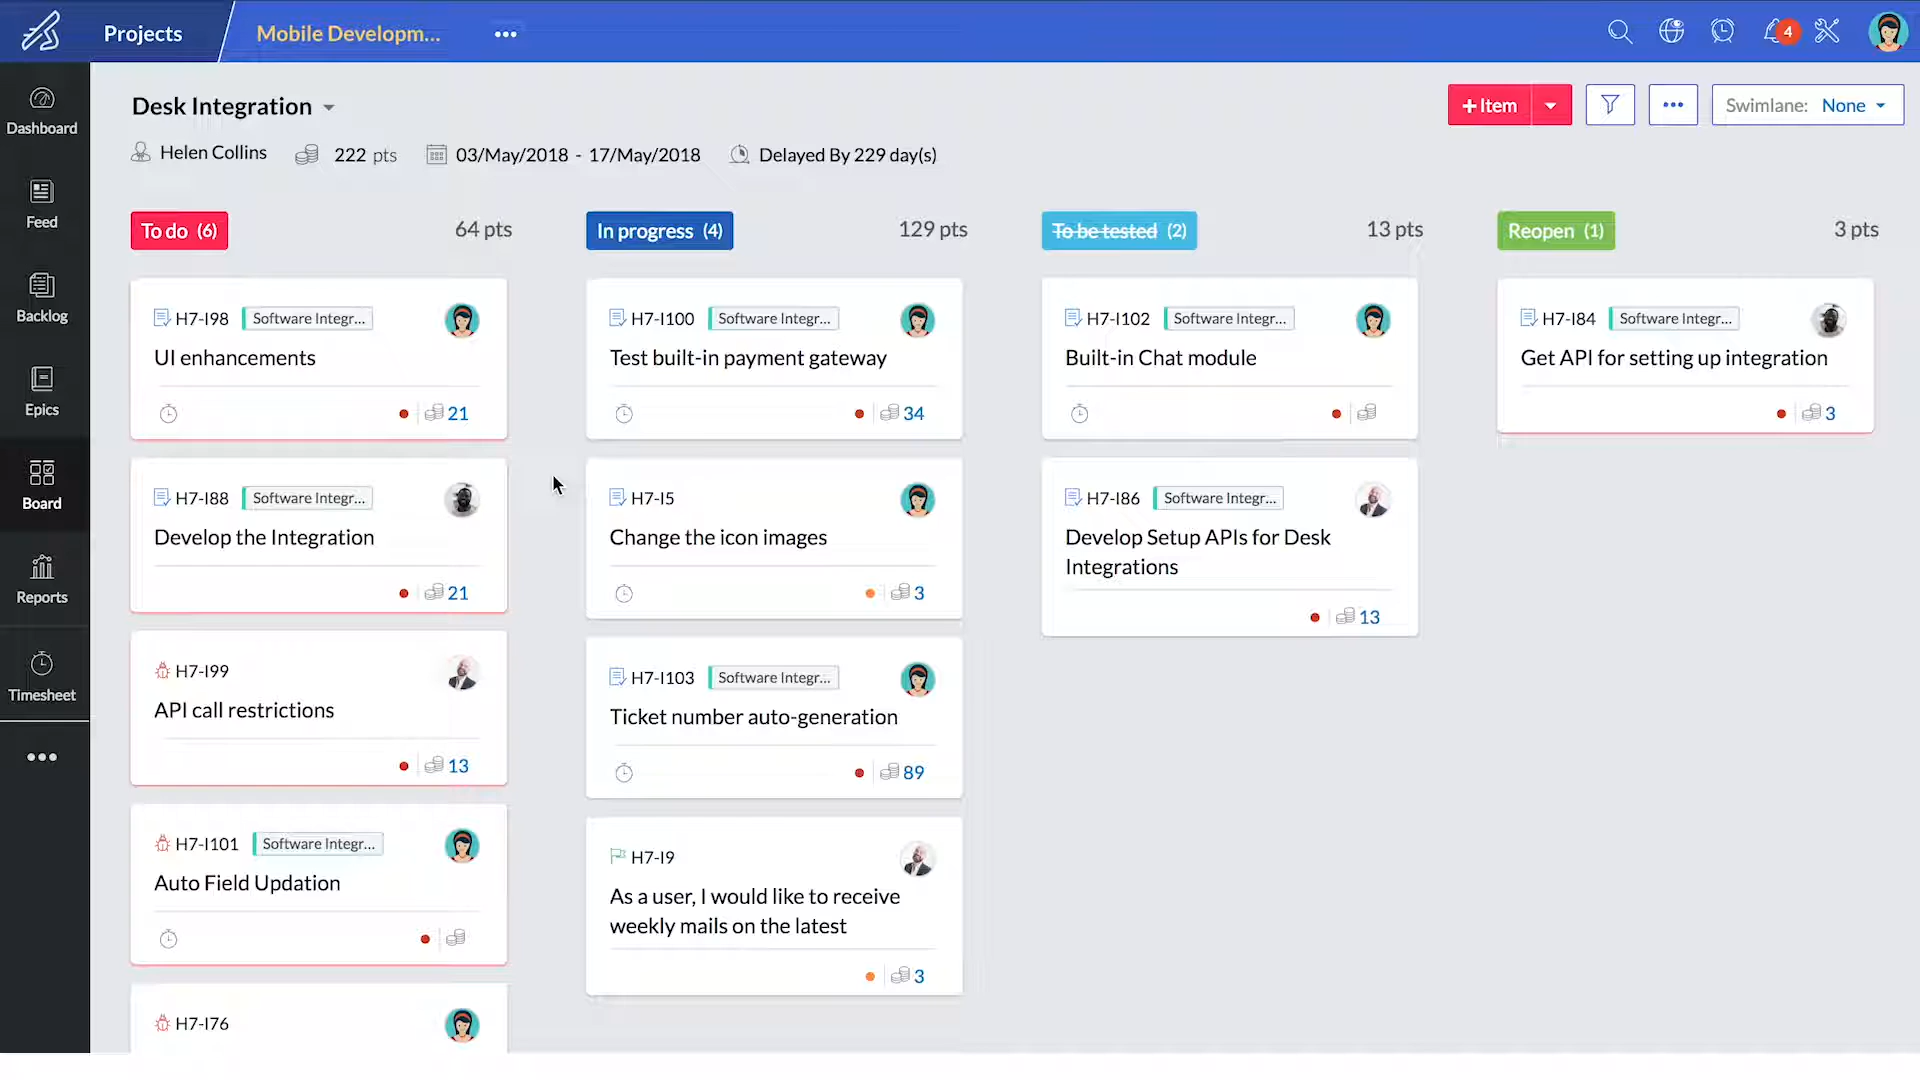 Projects
Mobile Developm...
4
Dashboard
Feed
Backlog
Epics
Board
Reports
Timesheet
Desk Integration
+ Item
Swimlane: None
Helen Collins
222 pts
03/May/2018 - 17/May/2018
Delayed By 229 day(s)
To do (6)
64 pts
H7-I98
Software Integr...
UI enhancements
21
H7-I88
Software Integr...
Develop the Integration
21
H7-I99
API call restrictions
13
H7-I101
Software Integr...
Auto Field Updation
H7-I76
In progress (4)
129 pts
H7-I100
Software Integr...
Test built-in payment gateway
34
H7-I5
Change the icon images
3
H7-I103
Software Integr...
Ticket number auto-generation
89
H7-I9
As a user, I would like to receive
weekly mails on the latest
3
To be tested (2)
13 pts
H7-I102
Software Integr...
Built-in Chat module
H7-I86
Software Integr...
Develop Setup APIs for Desk
Integrations
13
Reopen (1)
3 pts
H7-I84
Software Integr...
Get API for setting up integration
3